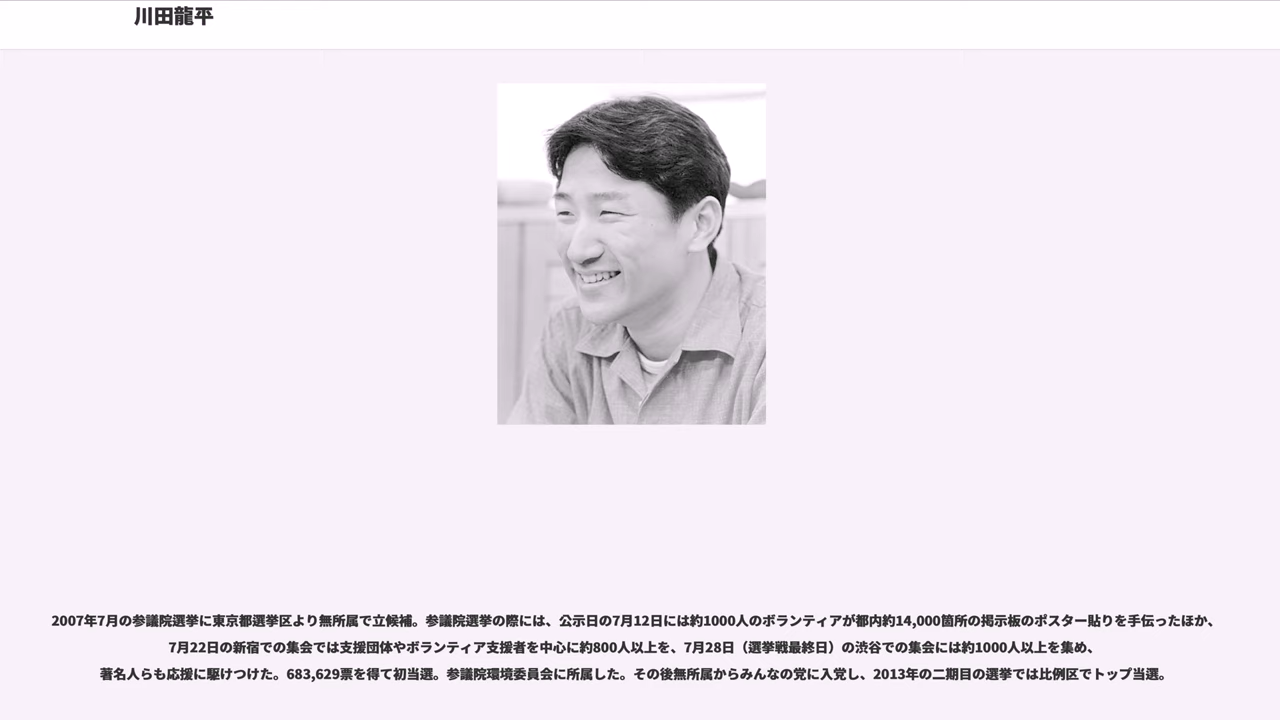 川田龍平
2007年7月の参議院選挙に東京都選挙区より無所属で立候補。参議院選挙の際には、公示日の7月12日には約1000人のボランティアが都内約14,000箇所の掲示板のポスター貼りを手伝ったほか、
7月22日の新宿での集会では支援団体やボランティア支援者を中心に約800人以上を、7月28日（選挙戦最終日）の渋谷での集会には約1000人以上を集め、
著名人らも応援に駆けつけた。683,629票を得て初当選。参議院環境委員会に所属した。その後無所属からみんなの党に入党し、2013年の二期目の選挙では比例区でトップ当選。